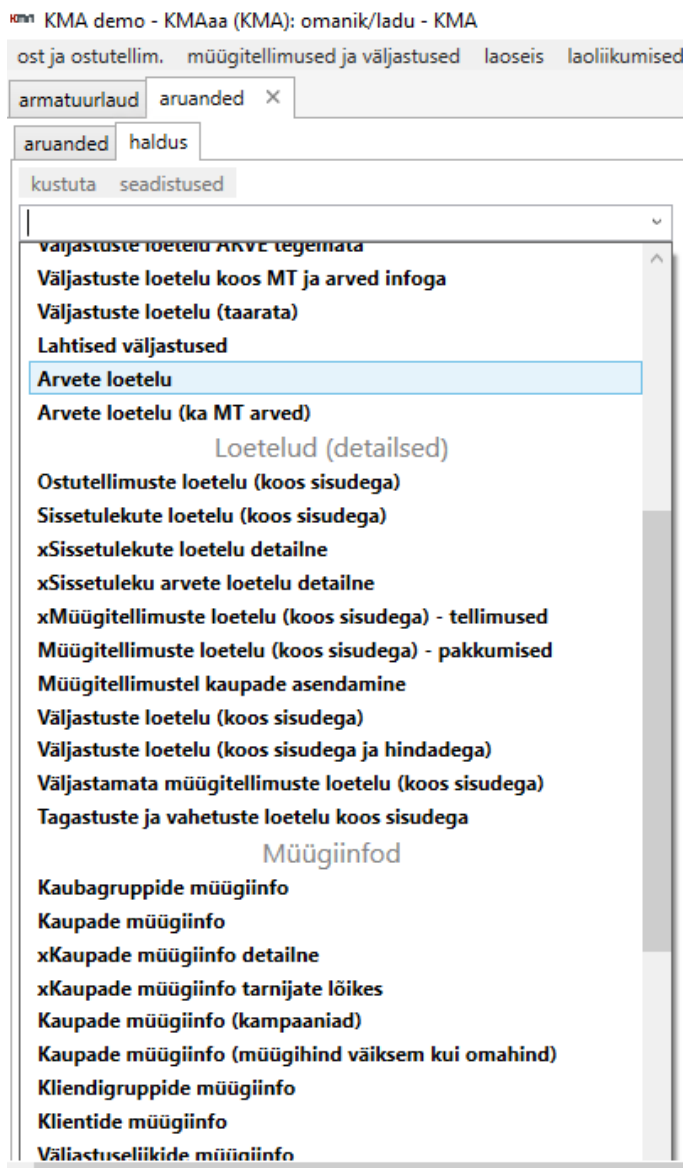 KMA demo - KMAaa (KMA): omanik/ladu - KMA
ost ja ostutellim. müügitellimused ja väljastused laoseis laoliikumised
armatuurlaud aruanded ×
aruanded haldus
kustuta seadistused
Väljastuste loetelu ARVE tegemata
Väljastuste loetelu koos MT ja arved infoga
Väljastuste loetelu (taarata)
Lahtised väljastused
Arvete loetelu
Arvete loetelu (ka MT arved)
Loetelud (detailsed)
Ostutellimuste loetelu (koos sisudega)
Sissetulekute loetelu (koos sisudega)
xSissetulekute loetelu detailne
xSissetuleku arvete loetelu detailne
xMüügitellimuste loetelu (koos sisudega) - tellimused
Müügitellimuste loetelu (koos sisudega) - pakkumised
Müügitellimustel kaupade asendamine
Väljastuste loetelu (koos sisudega)
Väljastuste loetelu (koos sisudega ja hindadega)
Väljastamata müügitellimuste loetelu (koos sisudega)
Tagastuste ja vahetuste loetelu koos sisudega
Müügiinfod
Kaubagruppide müügiinfo
Kaupade müügiinfo
xKaupade müügiinfo detailne
xKaupade müügiinfo tarnijate lõikes
Kaupade müügiinfo (kampaaniad)
Kaupade müügiinfo (müügihind väiksem kui omahind)
Kliendigruppide müügiinfo
Klientide müügiinfo
Väljastuseliikide müügiinfo